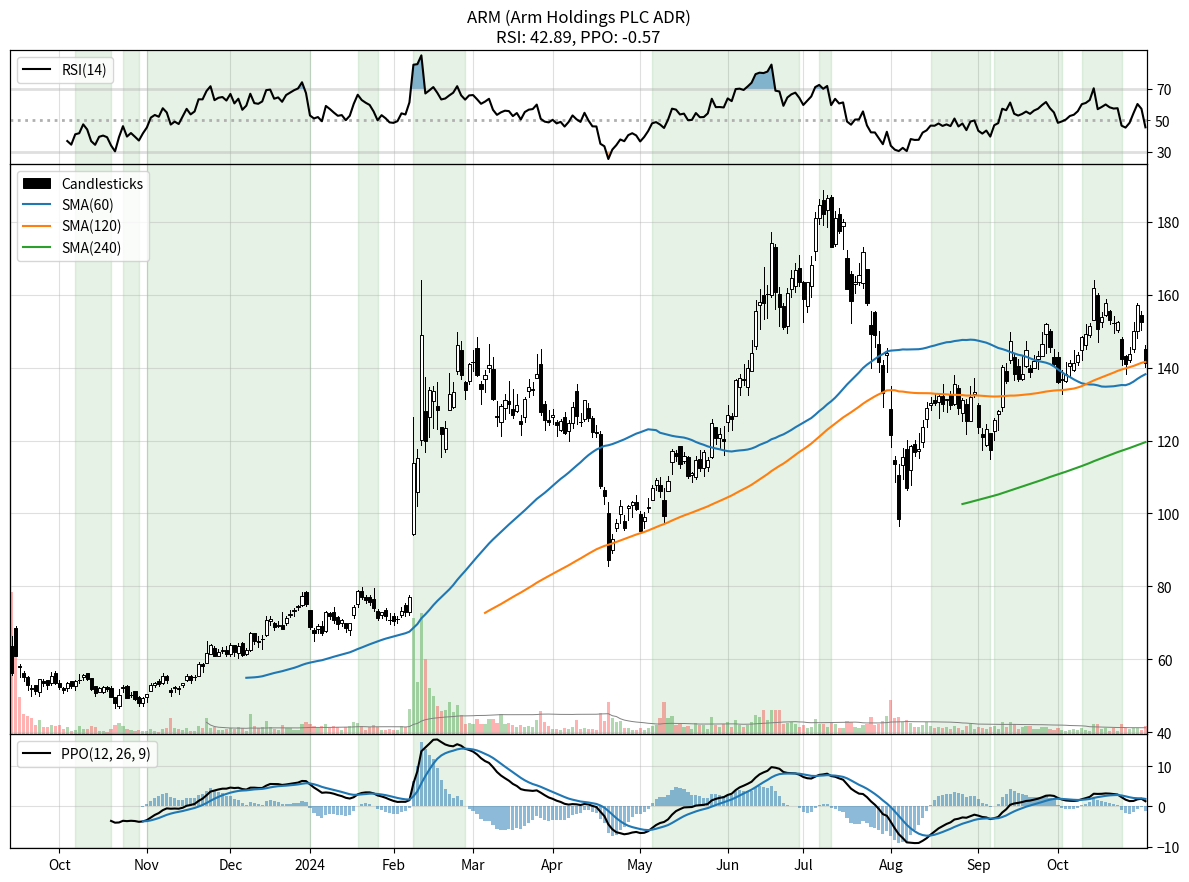 ARM (Arm Holdings PLC ADR)
RSI: 42.89, PPO: -0.57
RSI(14)
70
50
30
Candlesticks
SMA(60)
SMA(120)
SMA(240)
180
160
140
120
100
80
60
40
PPO(12, 26, 9)
10
0
−10
Oct Nov Dec 2024 Feb Mar Apr May Jun Jul Aug Sep Oct